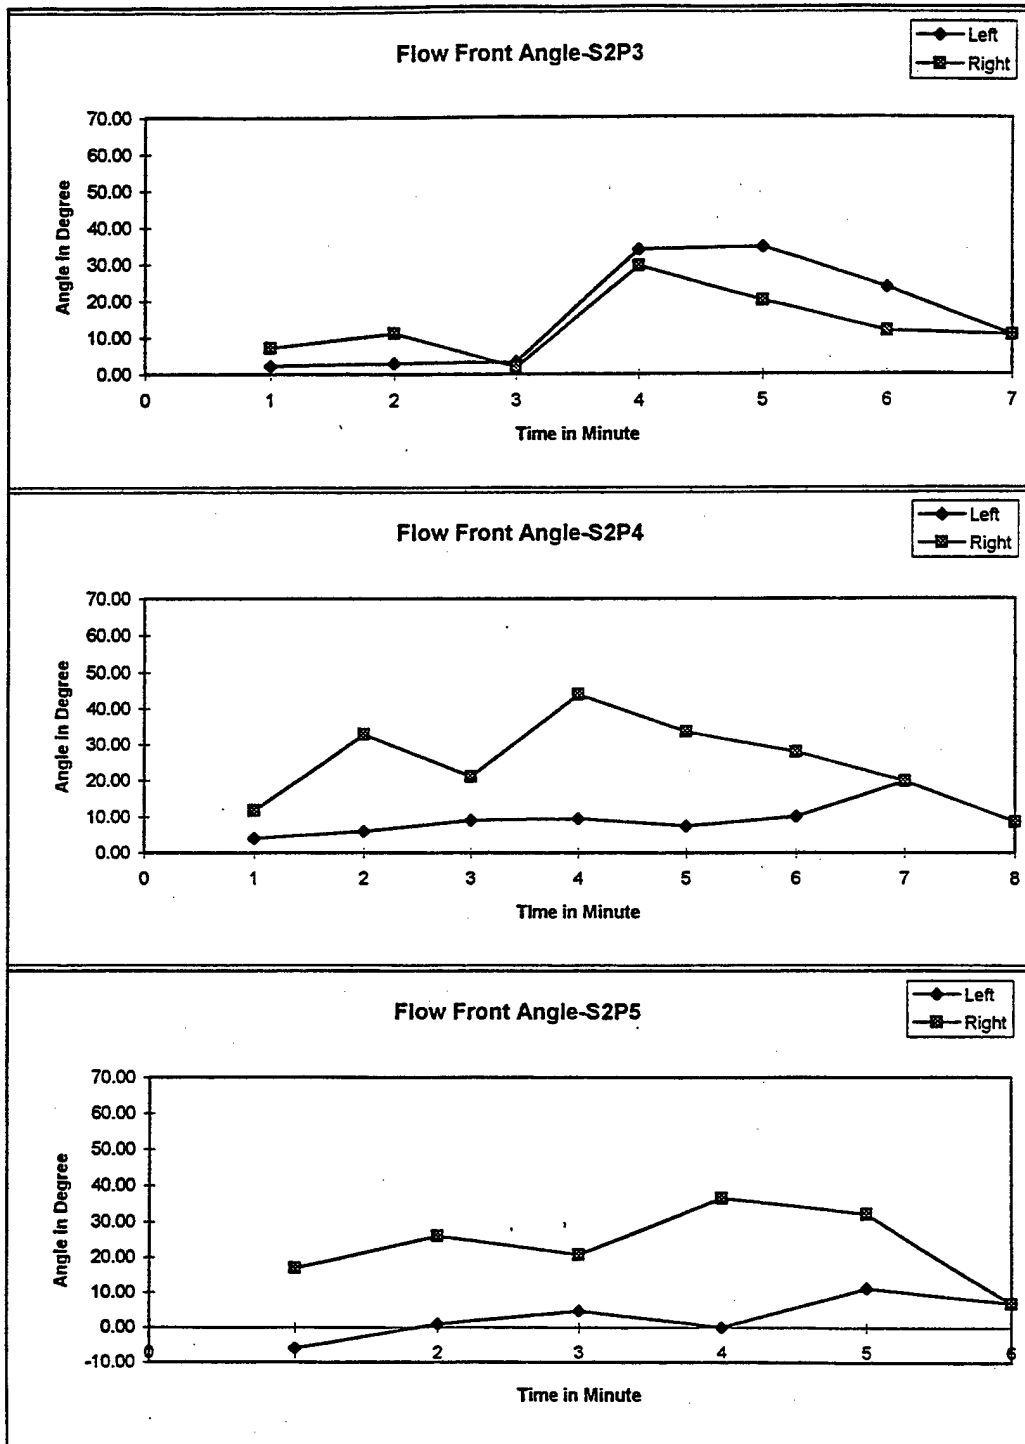 Flow Front Angle-S2P3
Left
Right
70.00
60.00
50.00
40.00
30.00
20.00
10.00
0.00
Angle in Degree
0 1 2 3 4 5 6 7
Time in Minute
Flow Front Angle-S2P4
Left
Right
70.00
60.00
50.00
40.00
30.00
20.00
10.00
0.00
Angle in Degree
0 1 2 3 4 5 6 7 8
Time in Minute
Flow Front Angle-S2P5
Left
Right
70.00
60.00
50.00
40.00
30.00
20.00
10.00
0.00
-10.00
Angle in Degree
0 1 2 3 4 5 6
Time in Minute